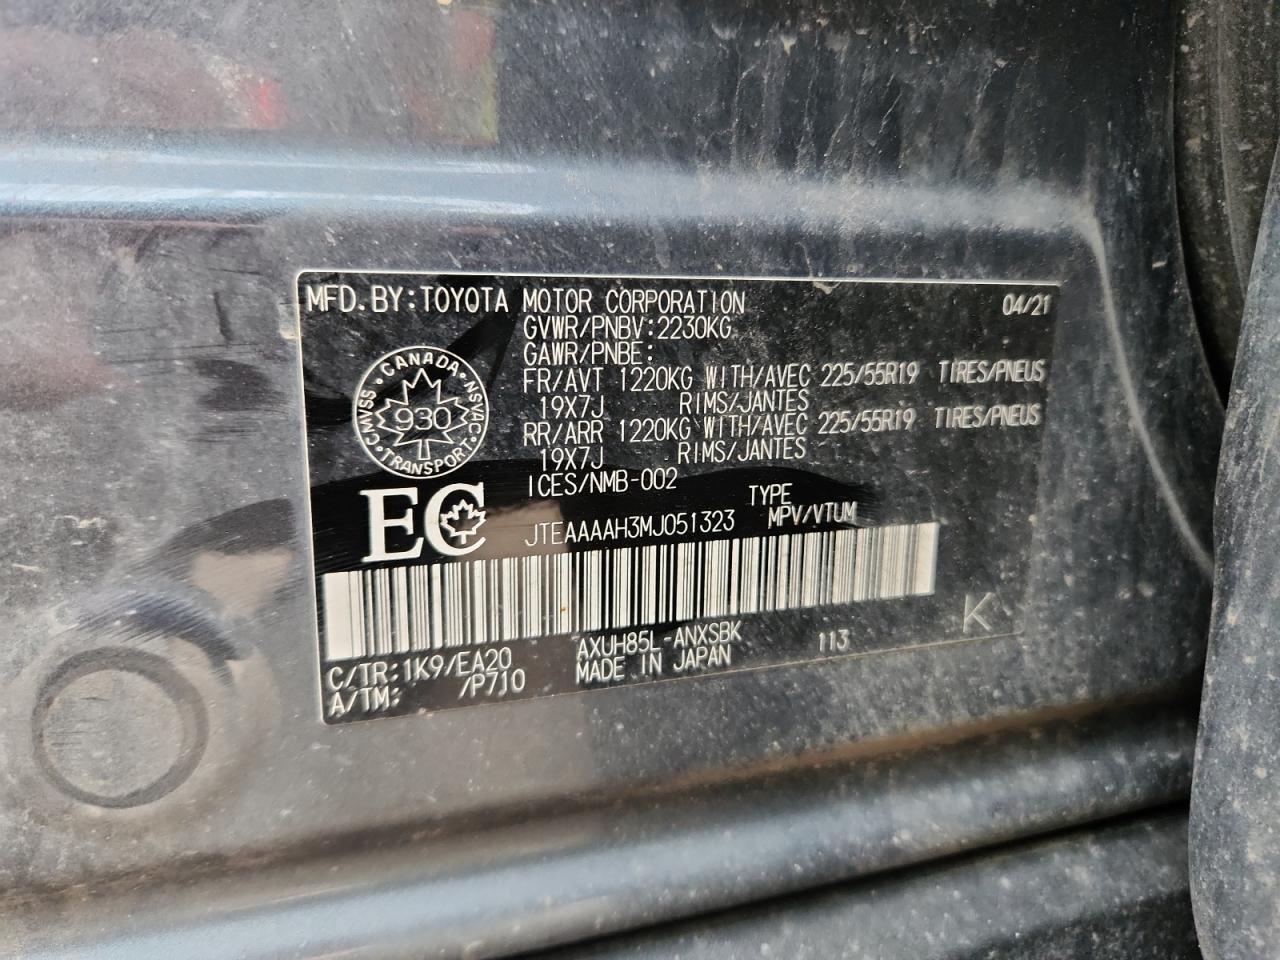 MFD. BY: TOYOTA MOTOR CORPORATION 04/21
GVWR/PNBV: 2230KG
GAWR/PNBE:
FR/AVT 1220KG WITH/AVEC 225/55R19 TIRES/PNEUS
19X7J RIMS/JANTES
RR/ARR 1220KG WITH/AVEC 225/55R19 TIRES/PNEUS
19X7J RIMS/JANTES
ICES/NMB-002
CANADA · NSVAC · TRANSPORT · CMVSS ·
930
EC
TYPE
JTEAAAAH3MJ051323 MPV/VTUM
C/TR: 1K9/EA20 AXUH85L-ANXSBK 113 K
A/TM: /P710 MADE IN JAPAN